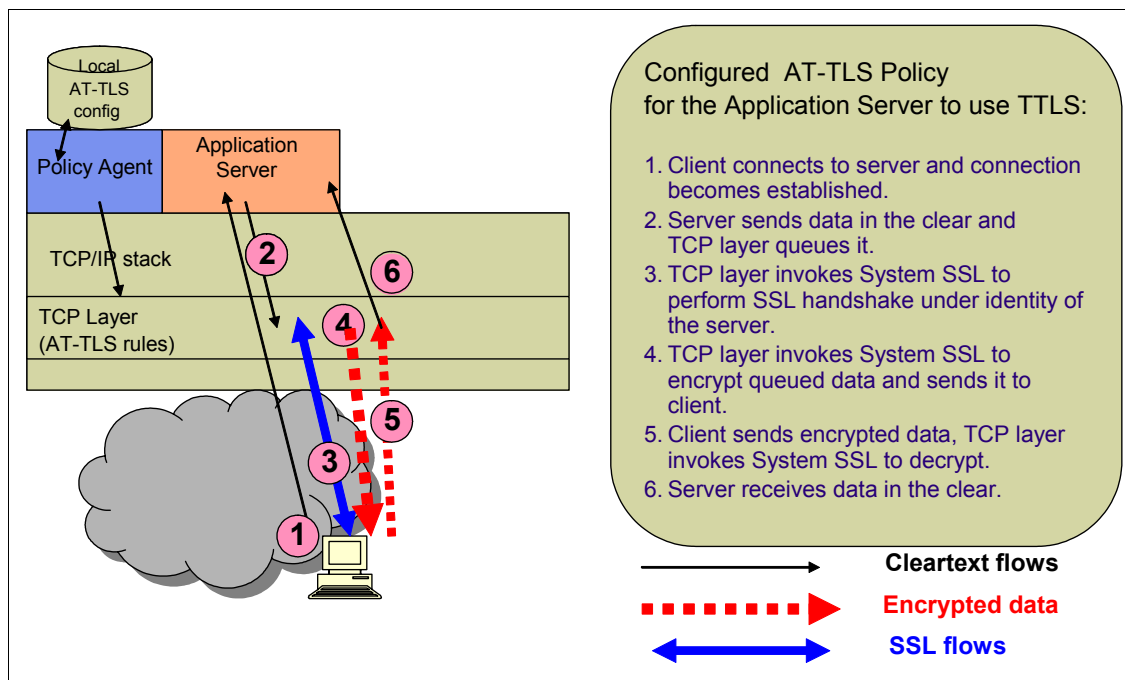 Local
AT-TLS
config
Policy Agent
Application
Server
TCP/IP stack
TCP Layer
(AT-TLS rules)
2
6
4
5
3
1
Configured AT-TLS Policy
for the Application Server to use TTLS:
1. Client connects to server and connection
becomes established.
2. Server sends data in the clear and
TCP layer queues it.
3. TCP layer invokes System SSL to
perform SSL handshake under identity of
the server.
4. TCP layer invokes System SSL to
encrypt queued data and sends it to
client.
5. Client sends encrypted data, TCP layer
invokes System SSL to decrypt.
6. Server receives data in the clear.
Cleartext flows
Encrypted data
SSL flows